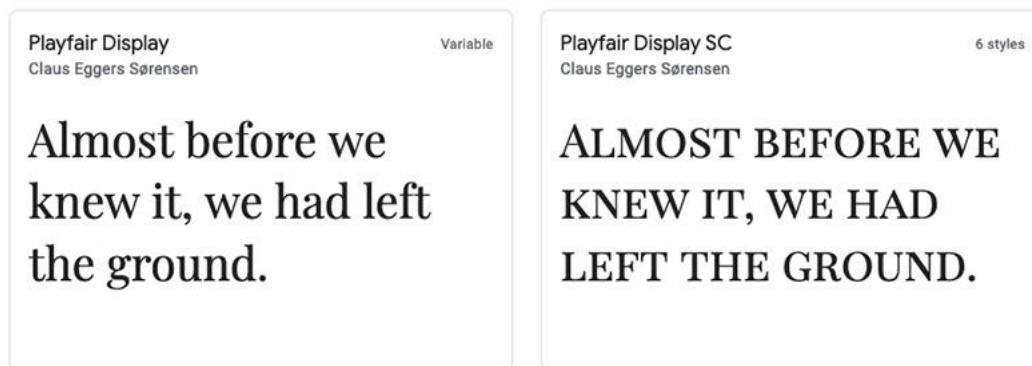 Playfair Display
Variable
Claus Eggers Sørensen
Almost before we
knew it, we had left
the ground.
Playfair Display SC
6 styles
Claus Eggers Sørensen
ALMOST BEFORE WE
KNEW IT, WE HAD
LEFT THE GROUND.